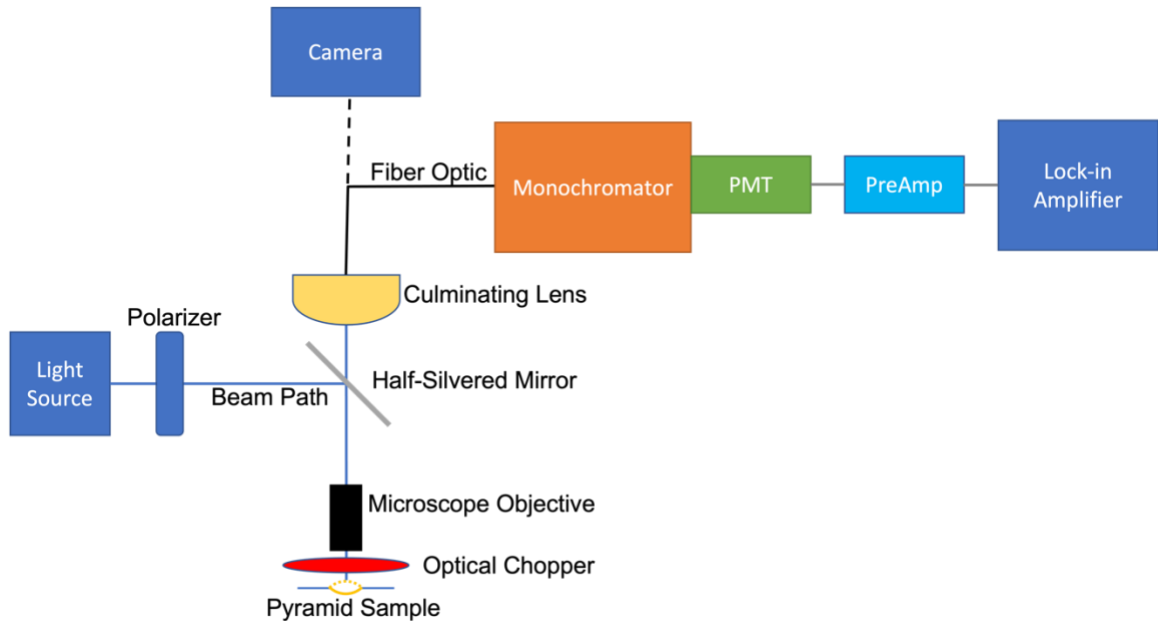 Camera
Fiber Optic
Monochromator
PMT
PreAmp
Lock-in
Amplifier
Culminating Lens
Polarizer
Light
Source
Beam Path
Half-Silvered Mirror
Microscope Objective
Optical Chopper
Pyramid Sample